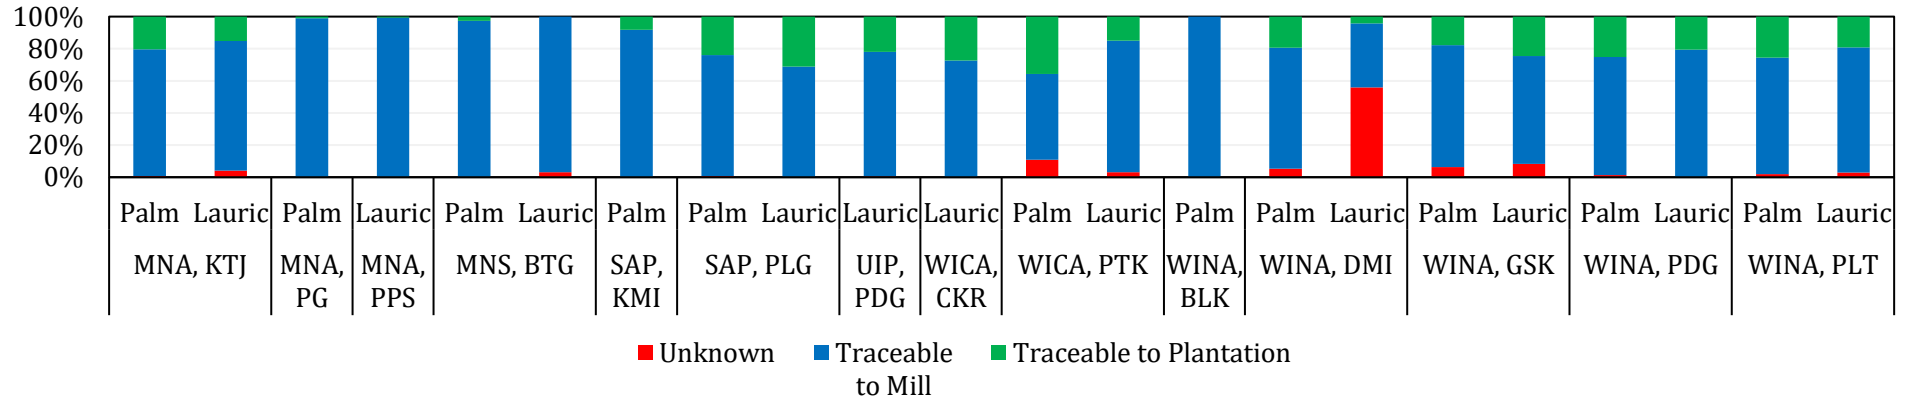 100%
80%
60%
40%
20%
0%
Palm Lauric Palm Lauric Palm Lauric Palm Palm Lauric Lauric Lauric Palm Lauric Palm Palm Lauric Palm Lauric Palm Lauric Palm Lauric
MNA, KTJ MNA, MNA, MNS, BTG SAP, SAP, PLG UIP, WICA, WICA, PTK WINA, WINA, DMI WINA, GSK WINA, PDG WINA, PLT
PG PPS KMI PDG CKR BLK
Unknown Traceable Traceable to Plantation
to Mill